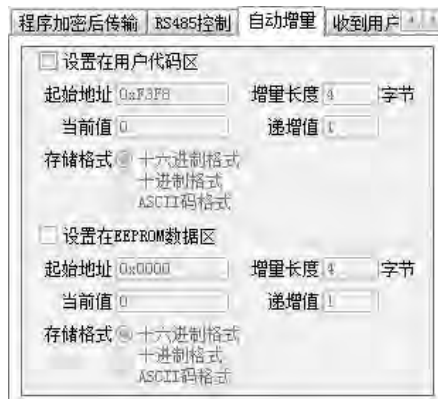 程序加密后传输 RS485控制 自动增量 收到用户
设置在用户代码区
起始地址 0xF3F8 增量长度 4 字节
当前值 0 递增值 1
存储格式 十六进制格式
十进制格式
ASCII码格式
设置在EEPROM数据区
起始地址 0x0000 增量长度 4 字节
当前值 0 递增值 1
存储格式 十六进制格式
十进制格式
ASCII码格式